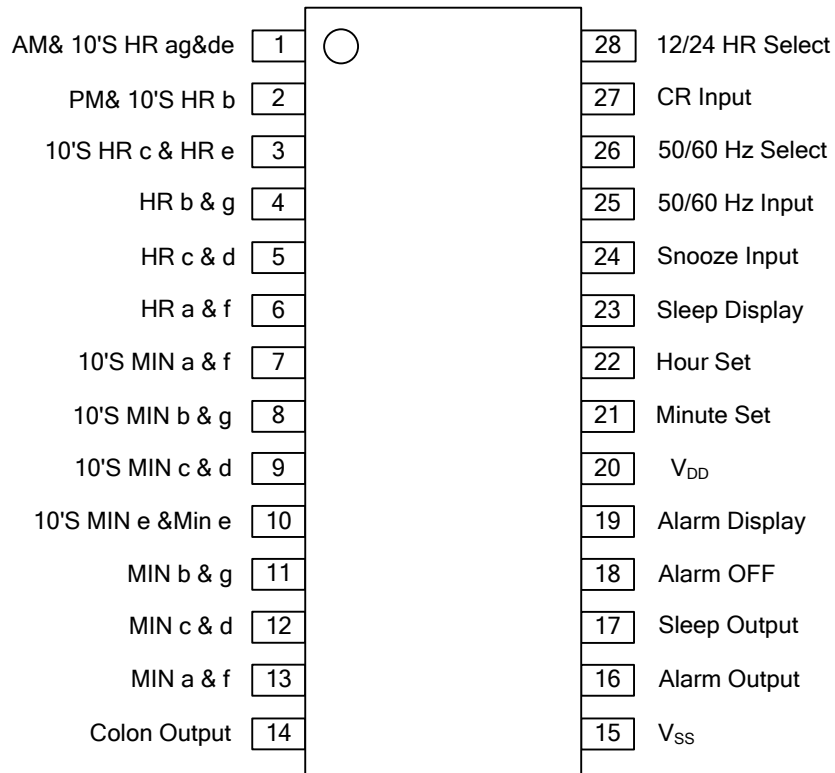 AM& 10'S HR ag&de 1 28 12/24 HR Select
PM& 10'S HR b 2 27 CR Input
10'S HR c & HR e 3 26 50/60 Hz Select
HR b & g 4 25 50/60 Hz Input
HR c & d 5 24 Snooze Input
HR a & f 6 23 Sleep Display
10'S MIN a & f 7 22 Hour Set
10'S MIN b & g 8 21 Minute Set
10'S MIN c & d 9 20 VDD
10'S MIN e &Min e 10 19 Alarm Display
MIN b & g 11 18 Alarm OFF
MIN c & d 12 17 Sleep Output
MIN a & f 13 16 Alarm Output
Colon Output 14 15 VSS